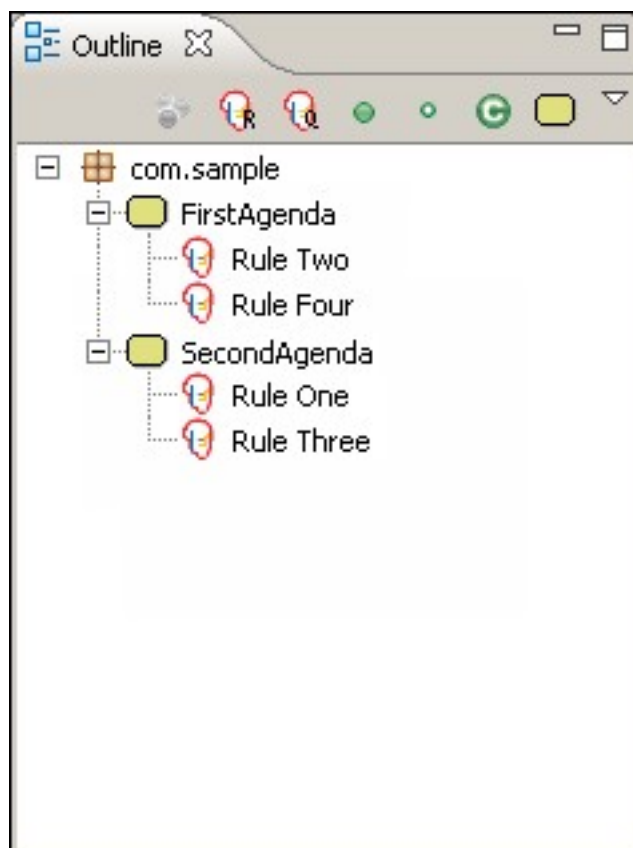 Outline
R Q C
com.sample
FirstAgenda
Rule Two
Rule Four
SecondAgenda
Rule One
Rule Three